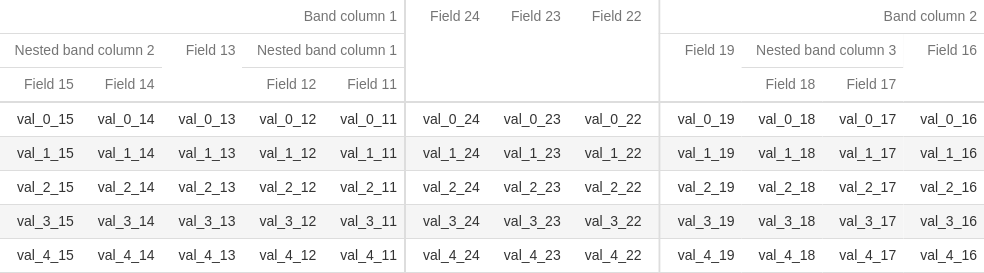 Band column 1 Field 24 Field 23 Field 22 Band column 2
Nested band column 2 Field 13 Nested band column 1 Field 19 Nested band column 3 Field 16
Field 15 Field 14 Field 12 Field 11 Field 18 Field 17
val_0_15 val_0_14 val_0_13 val_0_12 val_0_11 val_0_24 val_0_23 val_0_22 val_0_19 val_0_18 val_0_17 val_0_16
val_1_15 val_1_14 val_1_13 val_1_12 val_1_11 val_1_24 val_1_23 val_1_22 val_1_19 val_1_18 val_1_17 val_1_16
val_2_15 val_2_14 val_2_13 val_2_12 val_2_11 val_2_24 val_2_23 val_2_22 val_2_19 val_2_18 val_2_17 val_2_16
val_3_15 val_3_14 val_3_13 val_3_12 val_3_11 val_3_24 val_3_23 val_3_22 val_3_19 val_3_18 val_3_17 val_3_16
val_4_15 val_4_14 val_4_13 val_4_12 val_4_11 val_4_24 val_4_23 val_4_22 val_4_19 val_4_18 val_4_17 val_4_16